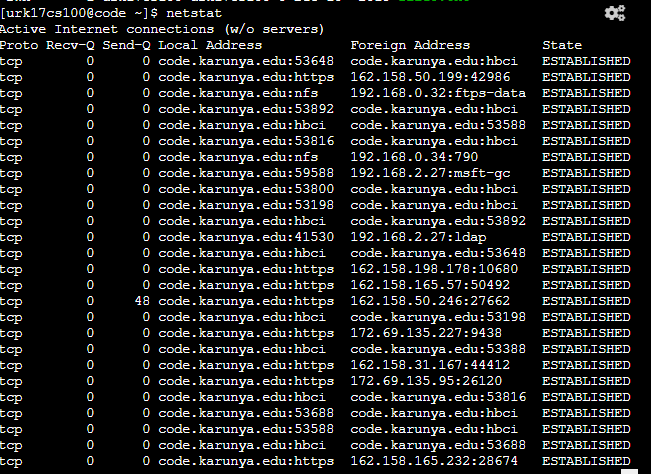 [urk17cs100@code ~]$ netstat
Active Internet connections (w/o servers)
Proto Recv-Q Send-Q Local Address Foreign Address State
tcp 0 0 code.karunya.edu:53648 code.karunya.edu:hbci ESTABLISHED
tcp 0 0 code.karunya.edu:https 162.158.50.199:42986 ESTABLISHED
tcp 0 0 code.karunya.edu:nfs 192.168.0.32:ftps-data ESTABLISHED
tcp 0 0 code.karunya.edu:53892 code.karunya.edu:hbci ESTABLISHED
tcp 0 0 code.karunya.edu:hbci code.karunya.edu:53588 ESTABLISHED
tcp 0 0 code.karunya.edu:53816 code.karunya.edu:hbci ESTABLISHED
tcp 0 0 code.karunya.edu:nfs 192.168.0.34:790 ESTABLISHED
tcp 0 0 code.karunya.edu:59588 192.168.2.27:msft-gc ESTABLISHED
tcp 0 0 code.karunya.edu:53800 code.karunya.edu:hbci ESTABLISHED
tcp 0 0 code.karunya.edu:53198 code.karunya.edu:hbci ESTABLISHED
tcp 0 0 code.karunya.edu:hbci code.karunya.edu:53892 ESTABLISHED
tcp 0 0 code.karunya.edu:41530 192.168.2.27:ldap ESTABLISHED
tcp 0 0 code.karunya.edu:hbci code.karunya.edu:53648 ESTABLISHED
tcp 0 0 code.karunya.edu:https 162.158.198.178:10680 ESTABLISHED
tcp 0 0 code.karunya.edu:https 162.158.165.57:50492 ESTABLISHED
tcp 0 48 code.karunya.edu:https 162.158.50.246:27662 ESTABLISHED
tcp 0 0 code.karunya.edu:hbci code.karunya.edu:53198 ESTABLISHED
tcp 0 0 code.karunya.edu:https 172.69.135.227:9438 ESTABLISHED
tcp 0 0 code.karunya.edu:hbci code.karunya.edu:53388 ESTABLISHED
tcp 0 0 code.karunya.edu:https 162.158.31.167:44412 ESTABLISHED
tcp 0 0 code.karunya.edu:https 172.69.135.95:26120 ESTABLISHED
tcp 0 0 code.karunya.edu:hbci code.karunya.edu:53816 ESTABLISHED
tcp 0 0 code.karunya.edu:53688 code.karunya.edu:hbci ESTABLISHED
tcp 0 0 code.karunya.edu:53588 code.karunya.edu:hbci ESTABLISHED
tcp 0 0 code.karunya.edu:hbci code.karunya.edu:53688 ESTABLISHED
tcp 0 0 code.karunya.edu:https 162.158.165.232:28674 ESTABLISHED